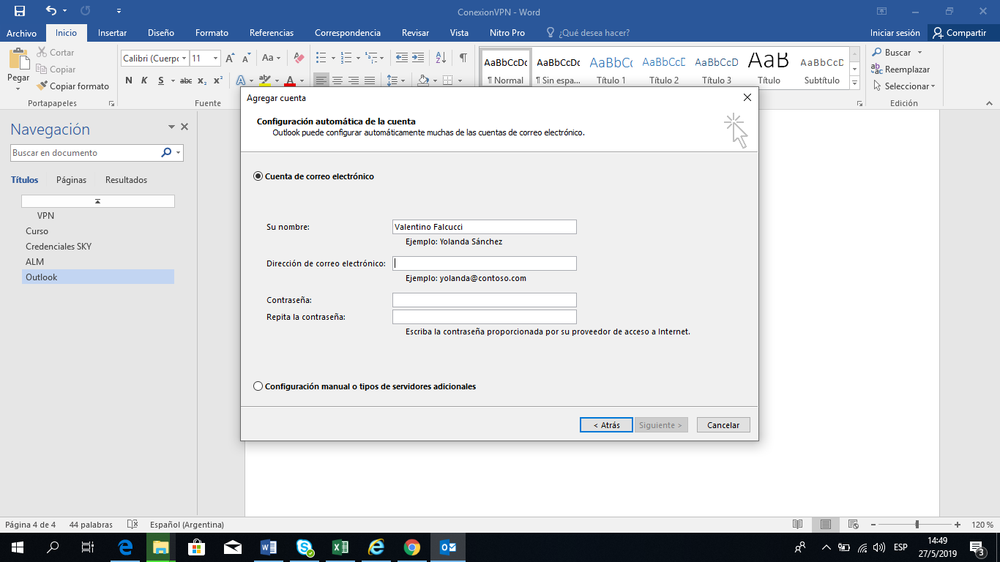 ConexionVPN - Word
Archivo Inicio Insertar Diseño Formato Referencias Correspondencia Revisar Vista Nitro Pro ¿Qué desea hacer? Iniciar sesión Compartir
Pegar
Cortar
Copiar
Copiar formato
Portapapeles
Calibri (Cuerpo 11 Aa
N K S abc x₂ x²
Fuente
AaBbCcDc AaBbCcDc AaBbCc AaBbCcD AaBbCcD AaB AaBbCcD
¶ Normal ¶ Sin espa... Título 1 Título 2 Título 3 Título Subtítulo
Buscar
Reemplazar
Seleccionar
Edición
Navegación
Buscar en documento
Títulos Páginas Resultados
VPN
Curso
Credenciales SKY
ALM
Outlook
Agregar cuenta
Configuración automática de la cuenta
Outlook puede configurar automáticamente muchas de las cuentas de correo electrónico.
Cuenta de correo electrónico
Su nombre: Valentino Falcucci
Ejemplo: Yolanda Sánchez
Dirección de correo electrónico:
Ejemplo: yolanda@contoso.com
Contraseña:
Repita la contraseña:
Escriba la contraseña proporcionada por su proveedor de acceso a Internet.
Configuración manual o tipos de servidores adicionales
< Atrás Siguiente > Cancelar
Página 4 de 4 44 palabras Español (Argentina) 120 %
ESP
14:49
27/5/2019
3